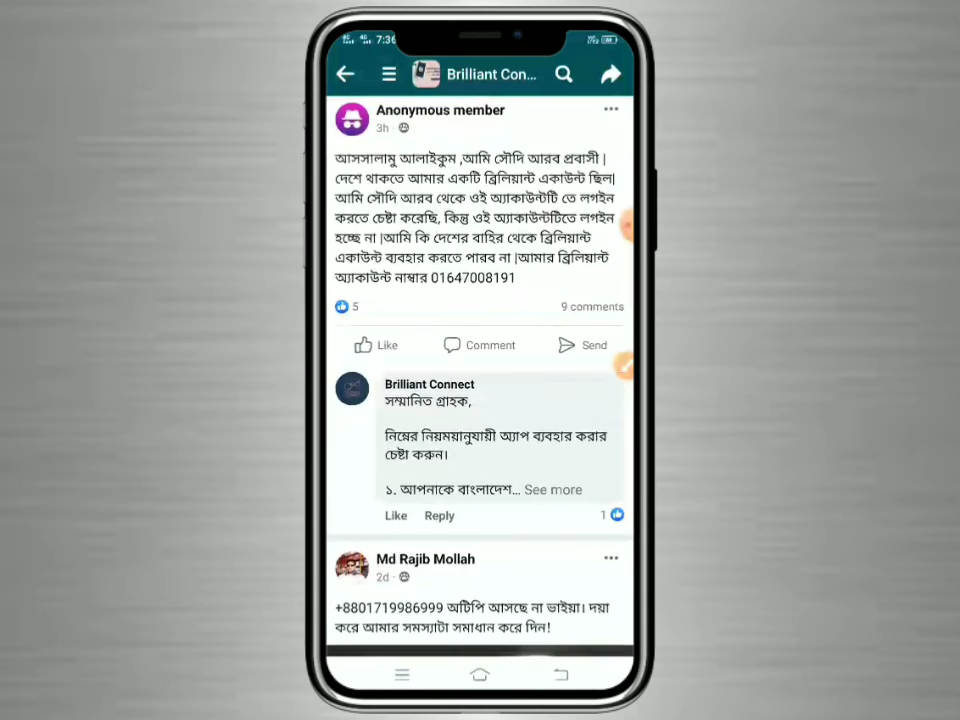 7:36
Brilliant Con...
Anonymous member
3h
আসসালামু আলাইকুম ,আমি সৌদি আরব প্রবাসী |
দেশে থাকতে আমার একটি ব্রিলিয়ান্ট একাউন্ট ছিল|
আমি সৌদি আরব থেকে ওই অ্যাকাউন্টটি তে লগইন
করতে চেষ্টা করেছি, কিন্তু ওই অ্যাকাউন্টটিতে লগইন
হচ্ছে না |আমি কি দেশের বাহির থেকে ব্রিলিয়ান্ট
একাউন্ট ব্যবহার করতে পারব না |আমার ব্রিলিয়ান্ট
অ্যাকাউন্ট নাম্বার 01647008191
5 9 comments
Like Comment Send
Brilliant Connect
সম্মানিত গ্রাহক,
নিম্নের নিয়ময়ানুযায়ী অ্যাপ ব্যবহার করার
চেষ্টা করুন।
১. আপনাকে বাংলাদেশ... See more
Like Reply 1
Md Rajib Mollah
2d
+8801719986999 অটিপি আসছে না ভাইয়া। দয়া
করে আমার সমস্যাটা সমাধান করে দিন!